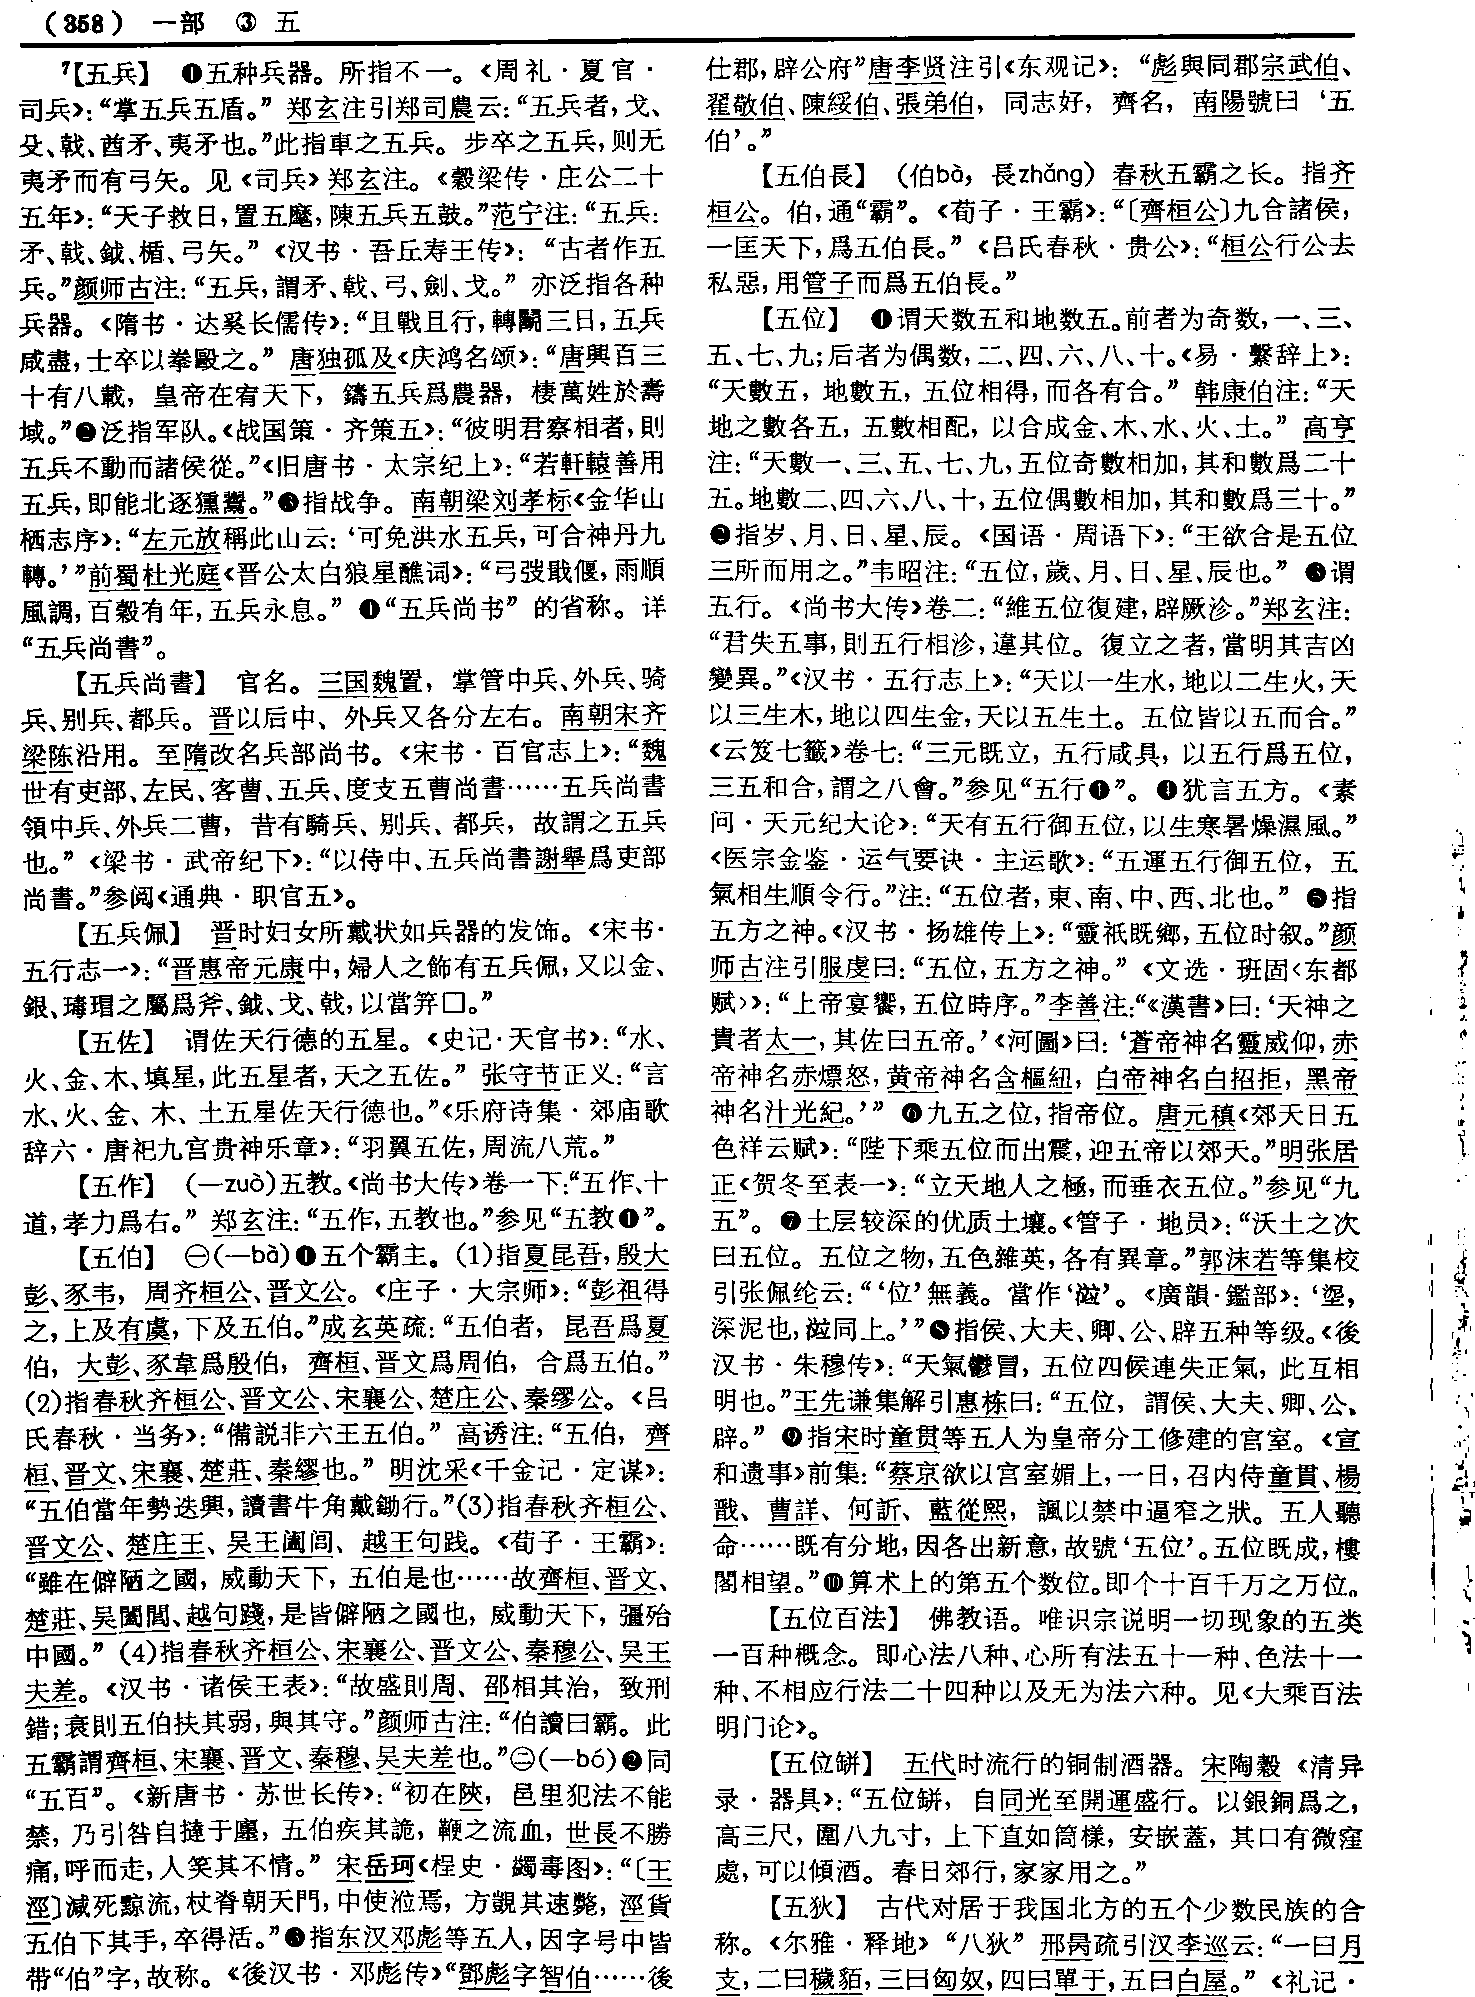 (358) 一部 ③ 五
7【五兵】 ❶五种兵器。所指不一。《周礼·夏官·
司兵》：“掌五兵五盾。” 郑玄注引郑司農云：“五兵者，戈、
殳、戟、酋矛、夷矛也。”此指車之五兵。步卒之五兵，则无
夷矛而有弓矢。见《司兵》郑玄注。《穀梁传·庄公二十
五年》：“天子救日，置五麾，陳五兵五鼓。”范宁注：“五兵：
矛、戟、鉞、楯、弓矢。”《汉书·吾丘寿王传》：“古者作五
兵。”颜师古注：“五兵，謂矛、戟、弓、劍、戈。” 亦泛指各种
兵器。《隋书·达奚长儒传》：“且戰且行，轉鬭三日，五兵
咸盡，士卒以拳毆之。” 唐独孤及《庆鸿名颂》：“唐興百三
十有八載，皇帝在宥天下，鑄五兵爲農器，棲萬姓於壽
域。”❷泛指军队。《战国策·齐策五》：“彼明君察相者，則
五兵不動而諸侯從。”《旧唐书·太宗纪上》：“若軒轅善用
五兵，即能北逐獯鬻。”❸指战争。南朝梁刘孝标《金华山
栖志序》：“左元放稱此山云：‘可免洪水五兵，可合神丹九
轉。’”前蜀杜光庭《晋公太白狼星醮词》：“弓弢戢偃，雨順
風調，百穀有年，五兵永息。” ❹“五兵尚书”的省称。详
“五兵尚書”。
【五兵尚書】 官名。三国魏置，掌管中兵、外兵、骑
兵、别兵、都兵。晋以后中、外兵又各分左右。南朝宋齐
梁陈沿用。至隋改名兵部尚书。《宋书·百官志上》：“魏
世有吏部、左民、客曹、五兵、度支五曹尚書……五兵尚書
領中兵、外兵二曹，昔有騎兵、别兵、都兵，故謂之五兵
也。”《梁书·武帝纪下》：“以侍中、五兵尚書謝舉爲吏部
尚書。”参阅《通典·职官五》。
【五兵佩】 晋时妇女所戴状如兵器的发饰。《宋书·
五行志一》：“晋惠帝元康中，婦人之飾有五兵佩，又以金、
銀、瑇瑁之屬爲斧、鉞、戈、戟，以當笄□。”
【五佐】 谓佐天行德的五星。《史记·天官书》：“水、
火、金、木、填星，此五星者，天之五佐。” 张守节正义：“言
水、火、金、木、土五星佐天行德也。”《乐府诗集·郊庙歌
辞六·唐祀九宫贵神乐章》：“羽翼五佐，周流八荒。”
【五作】 (一zuò)五教。《尚书大传》卷一下：“五作、十
道，孝力爲右。” 郑玄注：“五作，五教也。”参见“五教❶”。
【五伯】 ㊀(一bà)❶五个霸主。(1)指夏昆吾，殷大
彭、豕韦，周齐桓公、晋文公。《庄子·大宗师》：“彭祖得
之，上及有虞，下及五伯。”成玄英疏：“五伯者，昆吾爲夏
伯，大彭、豕韋爲殷伯，齊桓、晋文爲周伯，合爲五伯。”
(2)指春秋齐桓公、晋文公、宋襄公、楚庄公、秦缪公。《吕
氏春秋·当务》：“備説非六王五伯。” 高诱注：“五伯，齊
桓、晋文、宋襄、楚莊、秦繆也。” 明沈采《千金记·定谋》：
“五伯當年勢迭興，讀書牛角戴鋤行。”(3)指春秋齐桓公、
晋文公、楚庄王、吴王阖闾、越王句践。《荀子·王霸》：
“雖在僻陋之國，威動天下，五伯是也……故齊桓、晋文、
楚莊、吴闔閭、越句踐，是皆僻陋之國也，威動天下，彊殆
中國。” (4)指春秋齐桓公、宋襄公、晋文公、秦穆公、吴王
夫差。《汉书·诸侯王表》：“故盛則周、邵相其治，致刑
錯；衰則五伯扶其弱，與其守。”颜师古注：“伯讀曰霸。此
五霸謂齊桓、宋襄、晋文、秦穆、吴夫差也。”㊁(一bó)❷同
“五百”。《新唐书·苏世长传》：“初在陝，邑里犯法不能
禁，乃引咎自撻于廛，五伯疾其詭，鞭之流血，世長不勝
痛，呼而走，人笑其不情。” 宋岳珂《桯史·蠲毒图》：“〔王
涇〕減死黥流，杖脊朝天門，中使涖焉，方覬其速斃，涇貨
五伯下其手，卒得活。”❸指东汉邓彪等五人，因字号中皆
带“伯”字，故称。《後汉书·邓彪传》“鄧彪字智伯……後
仕郡，辟公府”唐李贤注引《东观记》：“彪與同郡宗武伯、
翟敬伯、陳綏伯、張弟伯，同志好，齊名，南陽號曰‘五
伯’。”
【五伯長】 (伯bà，長zhǎng) 春秋五霸之长。指齐
桓公。伯，通“霸”。《荀子·王霸》：“〔齊桓公〕九合諸侯，
一匡天下，爲五伯長。”《吕氏春秋·贵公》：“桓公行公去
私惡，用管子而爲五伯長。”
【五位】 ❶谓天数五和地数五。前者为奇数，一、三、
五、七、九；后者为偶数，二、四、六、八、十。《易·繫辞上》：
“天數五，地數五，五位相得，而各有合。” 韩康伯注：“天
地之數各五，五數相配，以合成金、木、水、火、土。” 高亨
注：“天數一、三、五、七、九，五位奇數相加，其和數爲二十
五。地數二、四、六、八、十，五位偶數相加，其和數爲三十。”
❷指岁、月、日、星、辰。《国语·周语下》：“王欲合是五位
三所而用之。”韦昭注：“五位，歲、月、日、星、辰也。” ❸谓
五行。《尚书大传》卷二：“維五位復建，辟厥沴。”郑玄注：
“君失五事，則五行相沴，違其位。復立之者，當明其吉凶
變異。”《汉书·五行志上》：“天以一生水，地以二生火，天
以三生木，地以四生金，天以五生土。五位皆以五而合。”
《云笈七籤》卷七：“三元既立，五行咸具，以五行爲五位，
三五和合，謂之八會。”参见“五行❶”。 ❹犹言五方。《素
问·天元纪大论》：“天有五行御五位，以生寒暑燥濕風。”
《医宗金鉴·运气要诀·主运歌》：“五運五行御五位，五
氣相生順令行。”注：“五位者，東、南、中、西、北也。” ❺指
五方之神。《汉书·扬雄传上》：“靈祇既鄉，五位时叙。”颜
师古注引服虔曰：“五位，五方之神。”《文选·班固〈东都
赋〉》：“上帝宴饗，五位時序。”李善注：“《漢書》曰：‘天神之
貴者太一，其佐曰五帝。’《河圖》曰：‘蒼帝神名靈威仰，赤
帝神名赤熛怒，黄帝神名含樞紐，白帝神名白招拒，黑帝
神名汁光紀。’” ❻九五之位，指帝位。唐元稹《郊天日五
色祥云赋》：“陛下乘五位而出震，迎五帝以郊天。”明张居
正《贺冬至表一》：“立天地人之極，而垂衣五位。”参见“九
五”。 ❼土层较深的优质土壤。《管子·地员》：“沃土之次
曰五位。五位之物，五色雜英，各有異章。”郭沫若等集校
引张佩纶云：“‘位’無義。當作‘涖’。《廣韻·鑑部》：‘埿，
深泥也，涖同上。’”❽指侯、大夫、卿、公、辟五种等级。《後
汉书·朱穆传》：“天氣鬱冒，五位四候連失正氣，此互相
明也。”王先谦集解引惠栋曰：“五位，謂侯、大夫、卿、公、
辟。” ❾指宋时童贯等五人为皇帝分工修建的宫室。《宣
和遗事》前集：“蔡京欲以宫室媚上，一日，召内侍童貫、楊
戩、曹詳、何訢、藍從熙，諷以禁中逼窄之狀。五人聽
命……既有分地，因各出新意，故號‘五位’。五位既成，樓
閣相望。”❿算术上的第五个数位。即个十百千万之万位。
【五位百法】 佛教语。唯识宗说明一切现象的五类
一百种概念。即心法八种、心所有法五十一种、色法十一
种、不相应行法二十四种以及无为法六种。见《大乘百法
明门论》。
【五位缾】 五代时流行的铜制酒器。宋陶穀《清异
录·器具》：“五位缾，自同光至開運盛行。以銀銅爲之，
高三尺，圍八九寸，上下直如筒樣，安嵌蓋，其口有微窪
處，可以傾酒。春日郊行，家家用之。”
【五狄】 古代对居于我国北方的五个少数民族的合
称。《尔雅·释地》“八狄”邢昺疏引汉李巡云：“一曰月
支，二曰穢貊，三曰匈奴，四曰單于，五曰白屋。”《礼记·